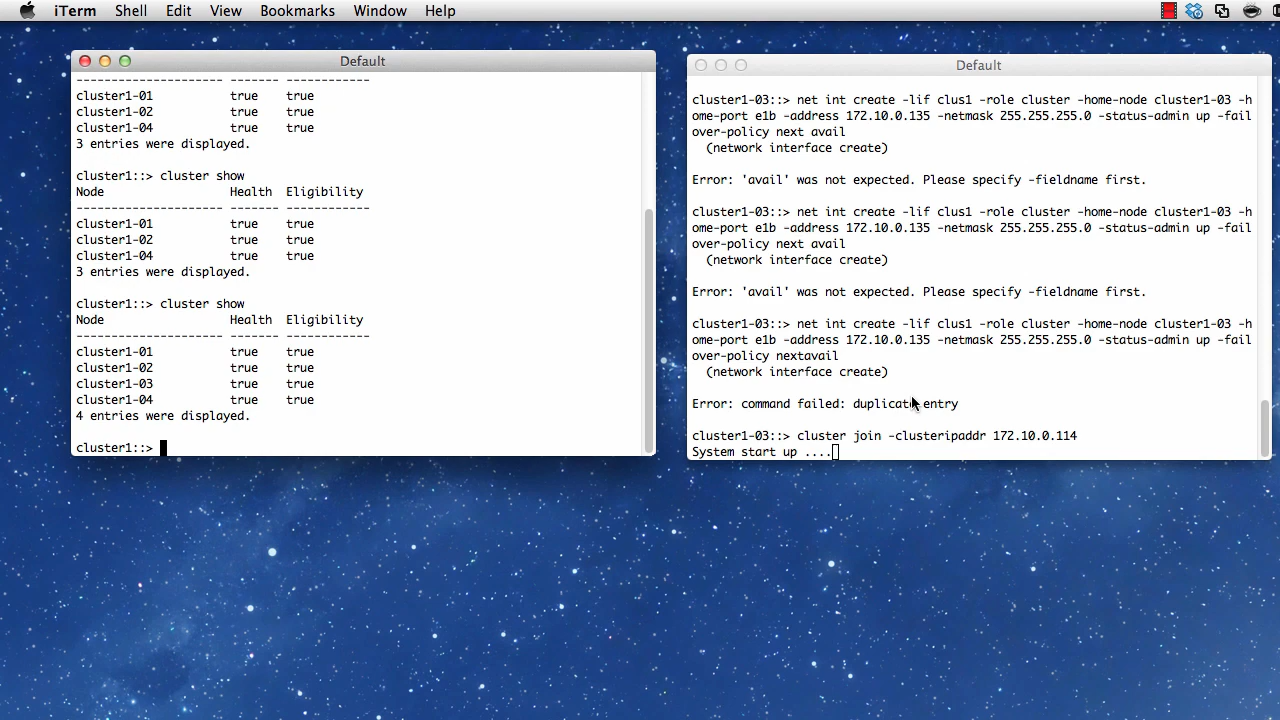 iTerm Shell Edit View Bookmarks Window Help
Default
----------------------- ------- ------------
cluster1-01 true true
cluster1-02 true true
cluster1-04 true true
3 entries were displayed.
cluster1::> cluster show
Node Health Eligibility
----------------------- ------- ------------
cluster1-01 true true
cluster1-02 true true
cluster1-04 true true
3 entries were displayed.
cluster1::> cluster show
Node Health Eligibility
----------------------- ------- ------------
cluster1-01 true true
cluster1-02 true true
cluster1-03 true true
cluster1-04 true true
4 entries were displayed.
cluster1::>
Default
cluster1-03::> net int create -lif clus1 -role cluster -home-node cluster1-03 -h
ome-port e1b -address 172.10.0.135 -netmask 255.255.255.0 -status-admin up -fail
over-policy next avail
(network interface create)
Error: 'avail' was not expected. Please specify -fieldname first.
cluster1-03::> net int create -lif clus1 -role cluster -home-node cluster1-03 -h
ome-port e1b -address 172.10.0.135 -netmask 255.255.255.0 -status-admin up -fail
over-policy next avail
(network interface create)
Error: 'avail' was not expected. Please specify -fieldname first.
cluster1-03::> net int create -lif clus1 -role cluster -home-node cluster1-03 -h
ome-port e1b -address 172.10.0.135 -netmask 255.255.255.0 -status-admin up -fail
over-policy nextavail
(network interface create)
Error: command failed: duplicate entry
cluster1-03::> cluster join -clusteripaddr 172.10.0.114
System start up ....